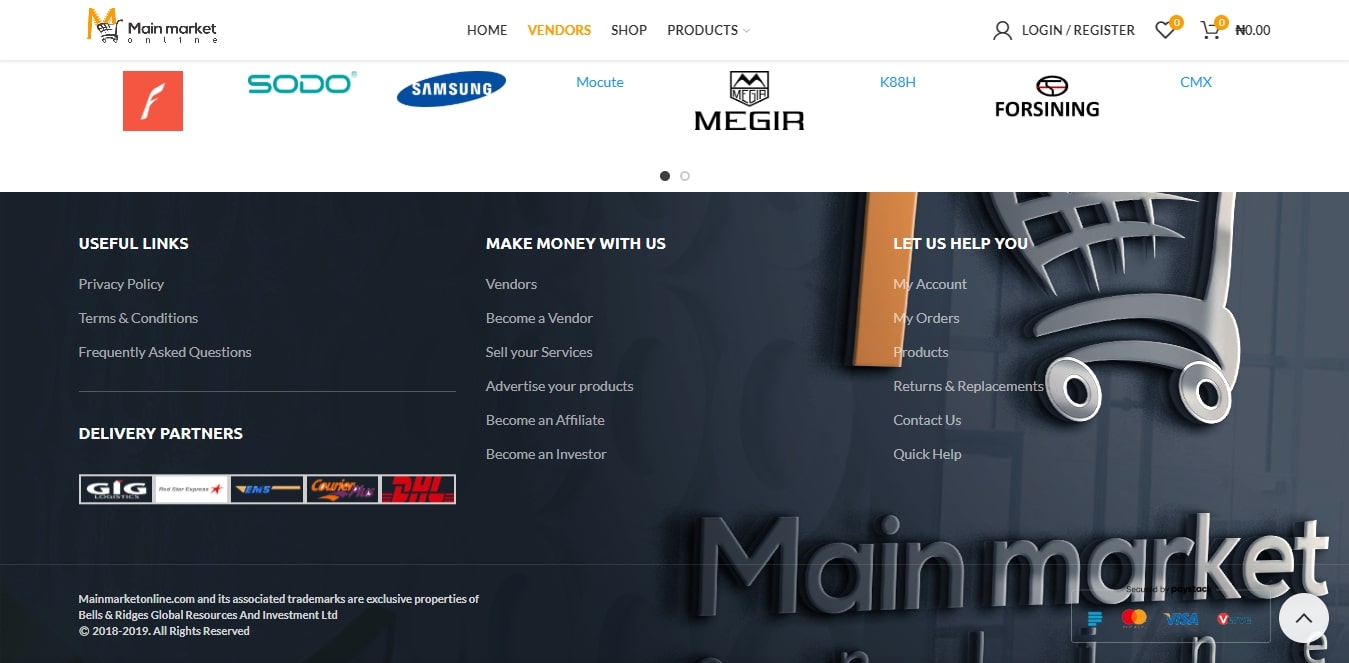 Main market
online
HOME
VENDORS
SHOP
PRODUCTS
LOGIN / REGISTER
0
0
₦0.00
SODO
SAMSUNG
Mocute
MEGIR
MEGIR
K88H
FORSINING
CMX
USEFUL LINKS
Privacy Policy
Terms & Conditions
Frequently Asked Questions
DELIVERY PARTNERS
GIG
LOGISTICS
Red Star Express
EMS
Courier
Plus
DHL
MAKE MONEY WITH US
Vendors
Become a Vendor
Sell your Services
Advertise your products
Become an Affiliate
Become an Investor
LET US HELP YOU
My Account
My Orders
Products
Returns & Replacements
Contact Us
Quick Help
Main market
online
Mainmarketonline.com and its associated trademarks are exclusive properties of
Bells & Ridges Global Resources And Investment Ltd
© 2018-2019. All Rights Reserved
Secured by paystack
VISA
Verve